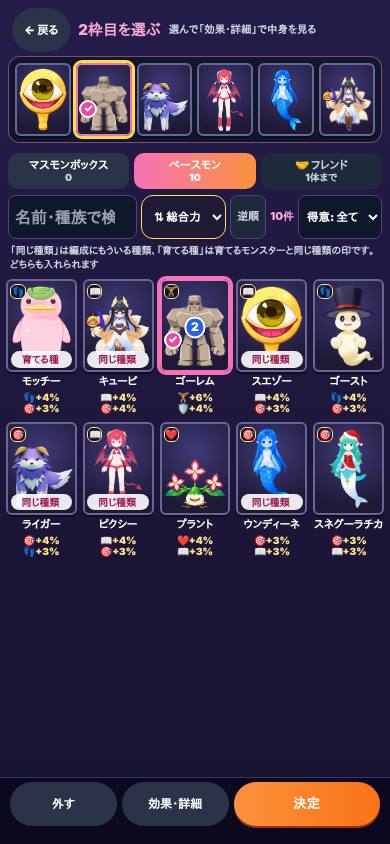 ← 戻る 2枠目を選ぶ 選んで「効果・詳細」で中身を見る
マスモンボックス ベースモン 🤝 フレンド
0 10 1体まで
名前・種族で検 ⇅ 総合力 逆順 10件 得意: 全て
「同じ種類」は編成にもういる種類、「育てる種」は育てるモンスターと同じ種類の印です。
どちらも入れられます
育てる種 同じ種類 2 同じ種類
モッチー キュービ ゴーレム スエゾー ゴースト
👣+4% 📖+4% 🏋+6% 📖+4% 👣+4%
🎯+3% 🎯+4% 🛡️+4% 🎯+3% 🎯+3%
同じ種類 同じ種類 同じ種類
ライガー ピクシー プラント ウンディーネ スネグーラチカ
🎯+4% 📖+4% ❤️+4% 🎯+3% 🎯+3%
👣+3% 🎯+3% 📖+3% 📖+3% 📖+3%
外す 効果・詳細 決定